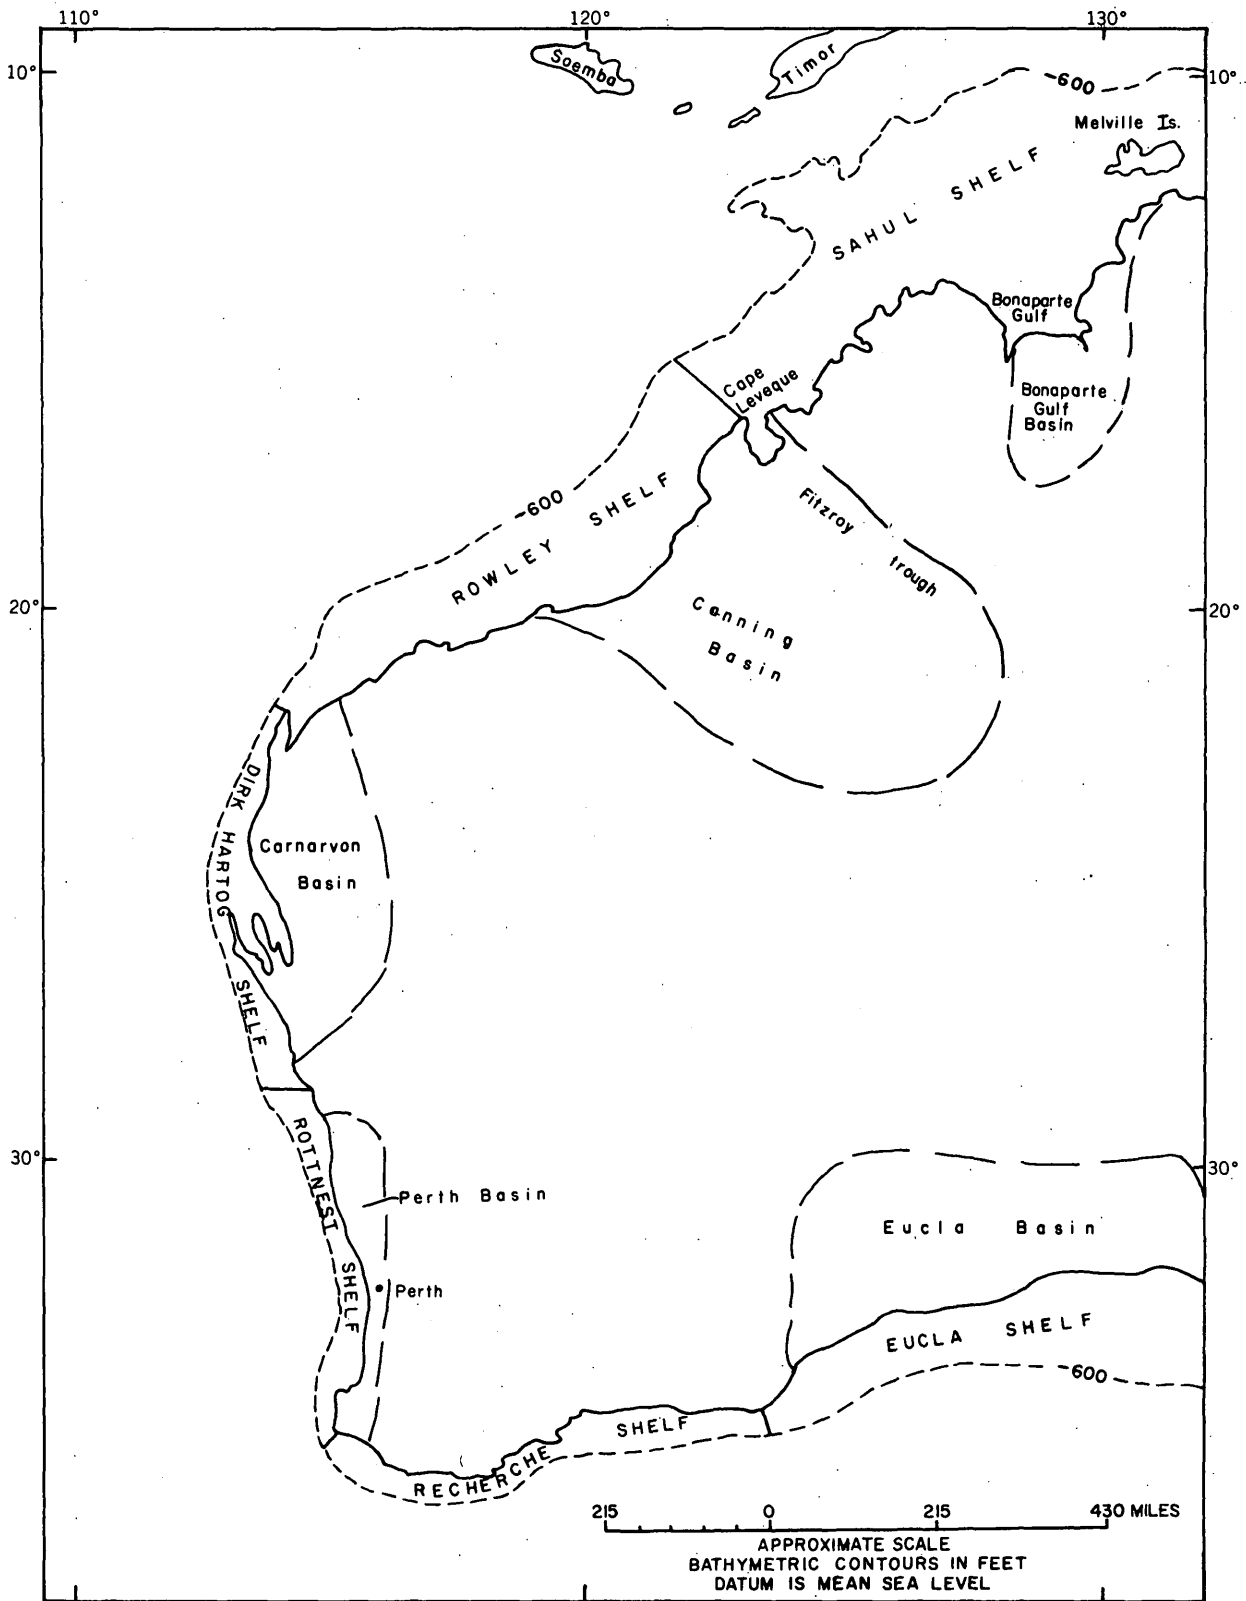 110°
120°
130°
10°
Soemba
Timor
-600
10°
Melville Is.
SAHUL SHELF
Bonaparte
Gulf
Cape
Leveque
Bonaparte
Gulf
Basin
-600
ROWLEY SHELF
Fitzroy trough
20°
Canning
Basin
20°
DIRK HARTOG SHELF
Carnarvon
Basin
ROTTNEST SHELF
30°
30°
Perth Basin
Eucla Basin
Perth
EUCLA SHELF
-600
RECHERCHE SHELF
215 0 215 430 MILES
APPROXIMATE SCALE
BATHYMETRIC CONTOURS IN FEET
DATUM IS MEAN SEA LEVEL